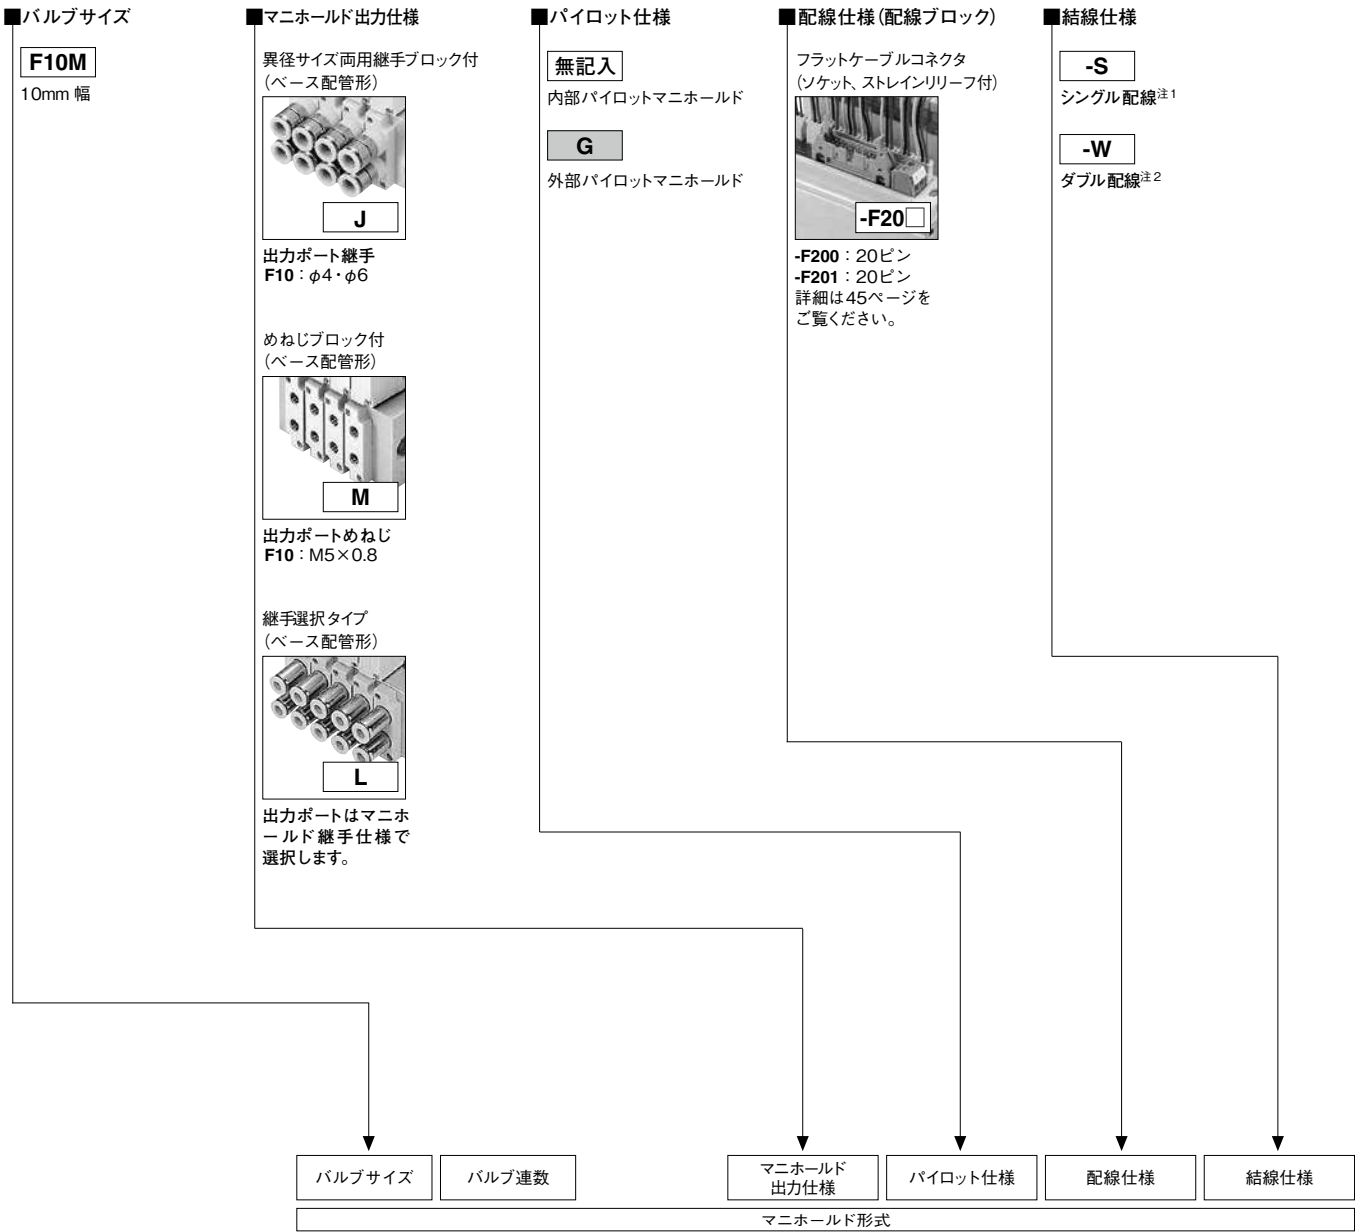 ■バルブサイズ
F10M
10mm 幅
■マニホールド出力仕様
異径サイズ両用継手ブロック付
（ベース配管形）
J
出力ポート継手
F10：φ4・φ6
めねじブロック付
（ベース配管形）
M
出力ポートめねじ
F10：M5×0.8
継手選択タイプ
（ベース配管形）
L
出力ポートはマニホ
ールド継手仕様で
選択します。
■パイロット仕様
無記入
内部パイロットマニホールド
G
外部パイロットマニホールド
■配線仕様（配線ブロック）
フラットケーブルコネクタ
（ソケット、ストレインリリーフ付）
-F20□
-F200：20ピン
-F201：20ピン
詳細は45ページを
ご覧ください。
■結線仕様
-S
シングル配線注1
-W
ダブル配線注2
バルブサイズ
バルブ連数
マニホールド
出力仕様
パイロット仕様
配線仕様
結線仕様
マニホールド形式